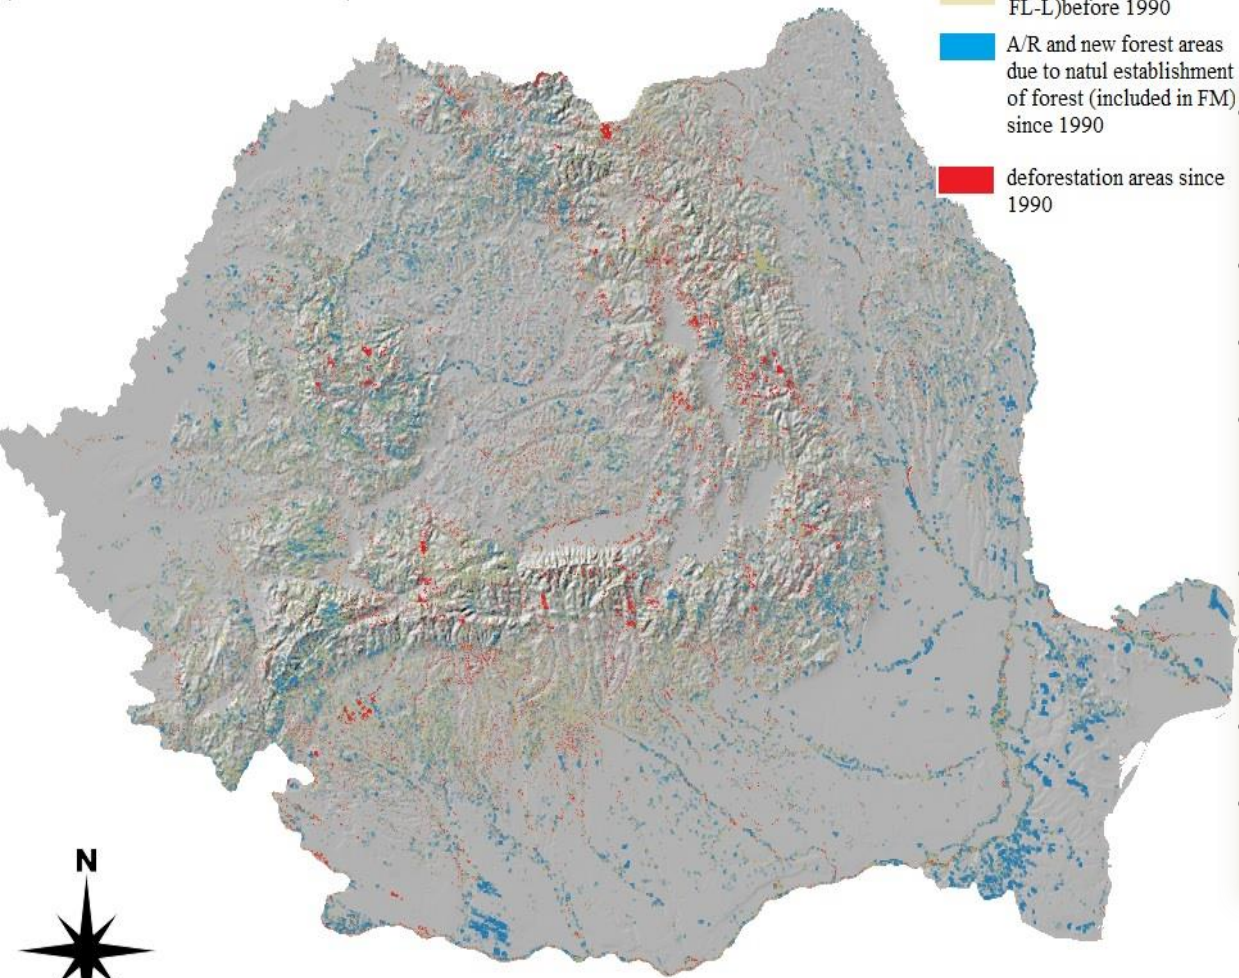 FL-L)before 1990
A/R and new forest areas
due to natul establishment
of forest (included in FM)
since 1990
deforestation areas since
1990
N